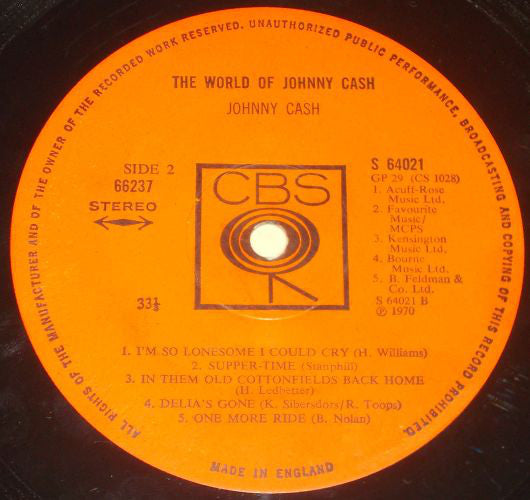 ALL RIGHTS OF THE MANUFACTURER AND OF THE OWNER OF THE RECORDED WORK RESERVED. UNAUTHORIZED PUBLIC PERFORMANCE, BROADCASTING AND COPYING OF THIS RECORD PROHIBITED.
THE WORLD OF JOHNNY CASH
JOHNNY CASH
SIDE 2
66237
STEREO
CBS
S 64021
GP 29 (CS 1028)
1. Acuff-Rose
Music Ltd.
2. Favourite
Music/
MCPS
3. Kensington
Music Ltd.
4. Bourne
Music Ltd.
5. B. Feldman &
Co. Ltd.
S 64021 B
℗ 1970
33⅓
1. I'M SO LONESOME I COULD CRY (H. Williams)
2. SUPPER-TIME (Stanphill)
3. IN THEM OLD COTTONFIELDS BACK HOME
(H. Ledbetter)
4. DELIA'S GONE (K. Sibersdors/R. Toops)
5. ONE MORE RIDE (B. Nolan)
MADE IN ENGLAND